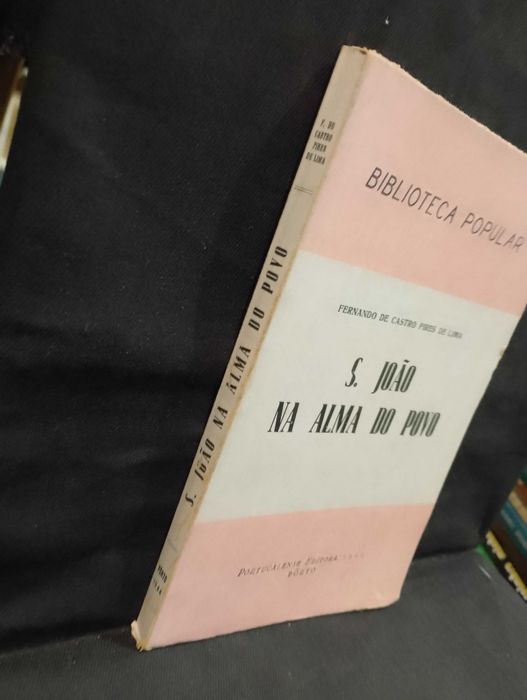 F. DE
CASTRO
PIRES
DE LIMA
S. JOÃO NA ALMA DO POVO
PORTO
BIBLIOTECA POPULAR
FERNANDO DE CASTRO PIRES DE LIMA
S. JOÃO
NA ALMA DO POVO
PORTUCALENSE EDITORA
PÔRTO